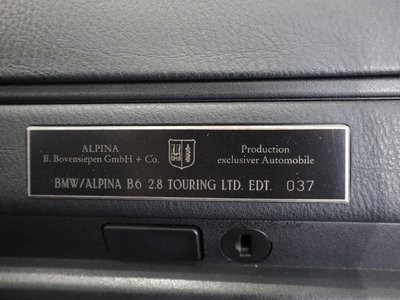 ALPINA
B. Bovensiepen GmbH + Co.
Production
exclusiver Automobile
BMW/ALPINA B6 2.8 TOURING LTD. EDT. 037